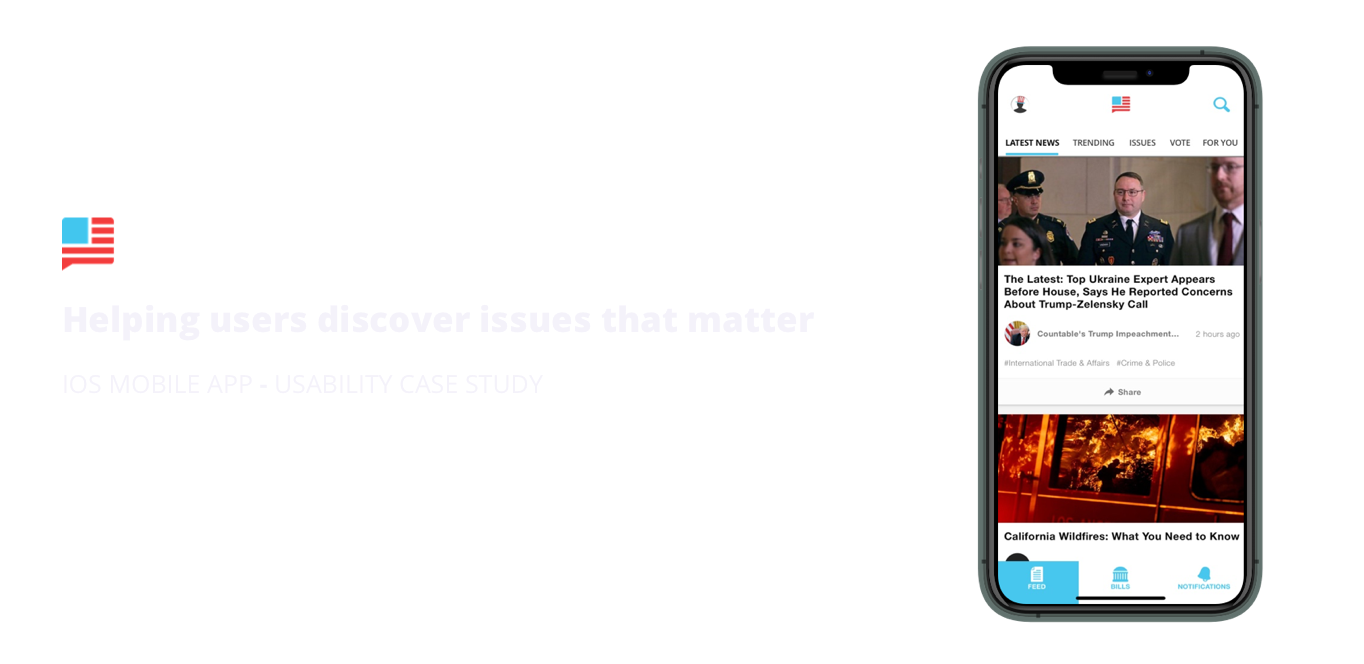 Helping users discover issues that matter
IOS MOBILE APP - USABILITY CASE STUDY
LATEST NEWS TRENDING ISSUES VOTE FOR YOU
The Latest: Top Ukraine Expert Appears
Before House, Says He Reported Concerns
About Trump-Zelensky Call
Countable's Trump Impeachment... 2 hours ago
#International Trade & Affairs #Crime & Police
Share
California Wildfires: What You Need to Know
FEED BILLS NOTIFICATIONS